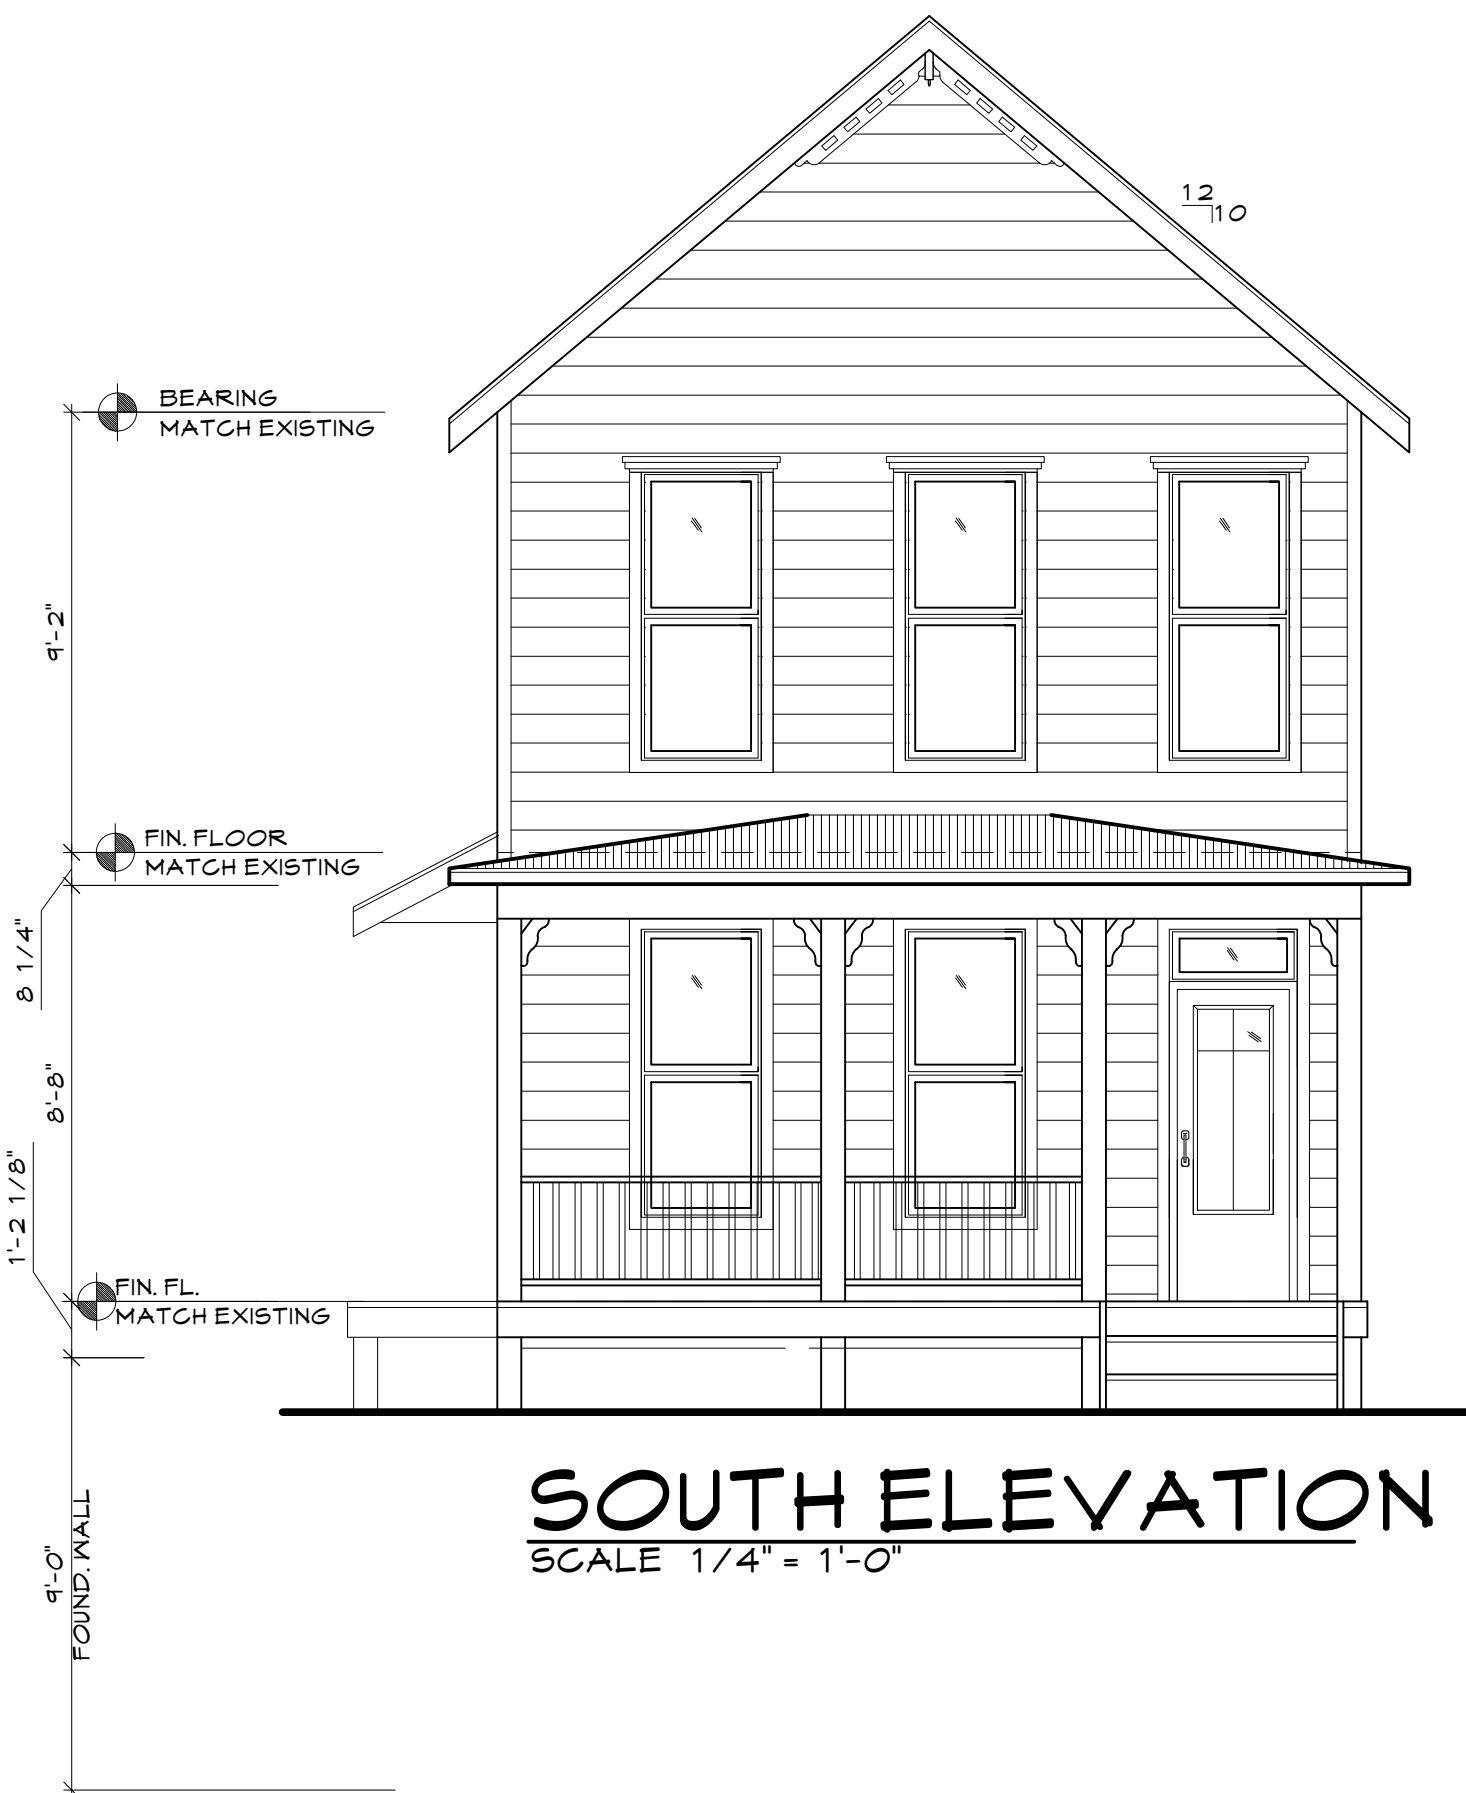 12
10
BEARING
MATCH EXISTING
9'-2"
FIN. FLOOR
MATCH EXISTING
8 1/4"
8'-8"
1'-2 1/8"
FIN. FL.
MATCH EXISTING
SOUTH ELEVATION
SCALE 1/4" = 1'-0"
9'-0"
FOUND. WALL